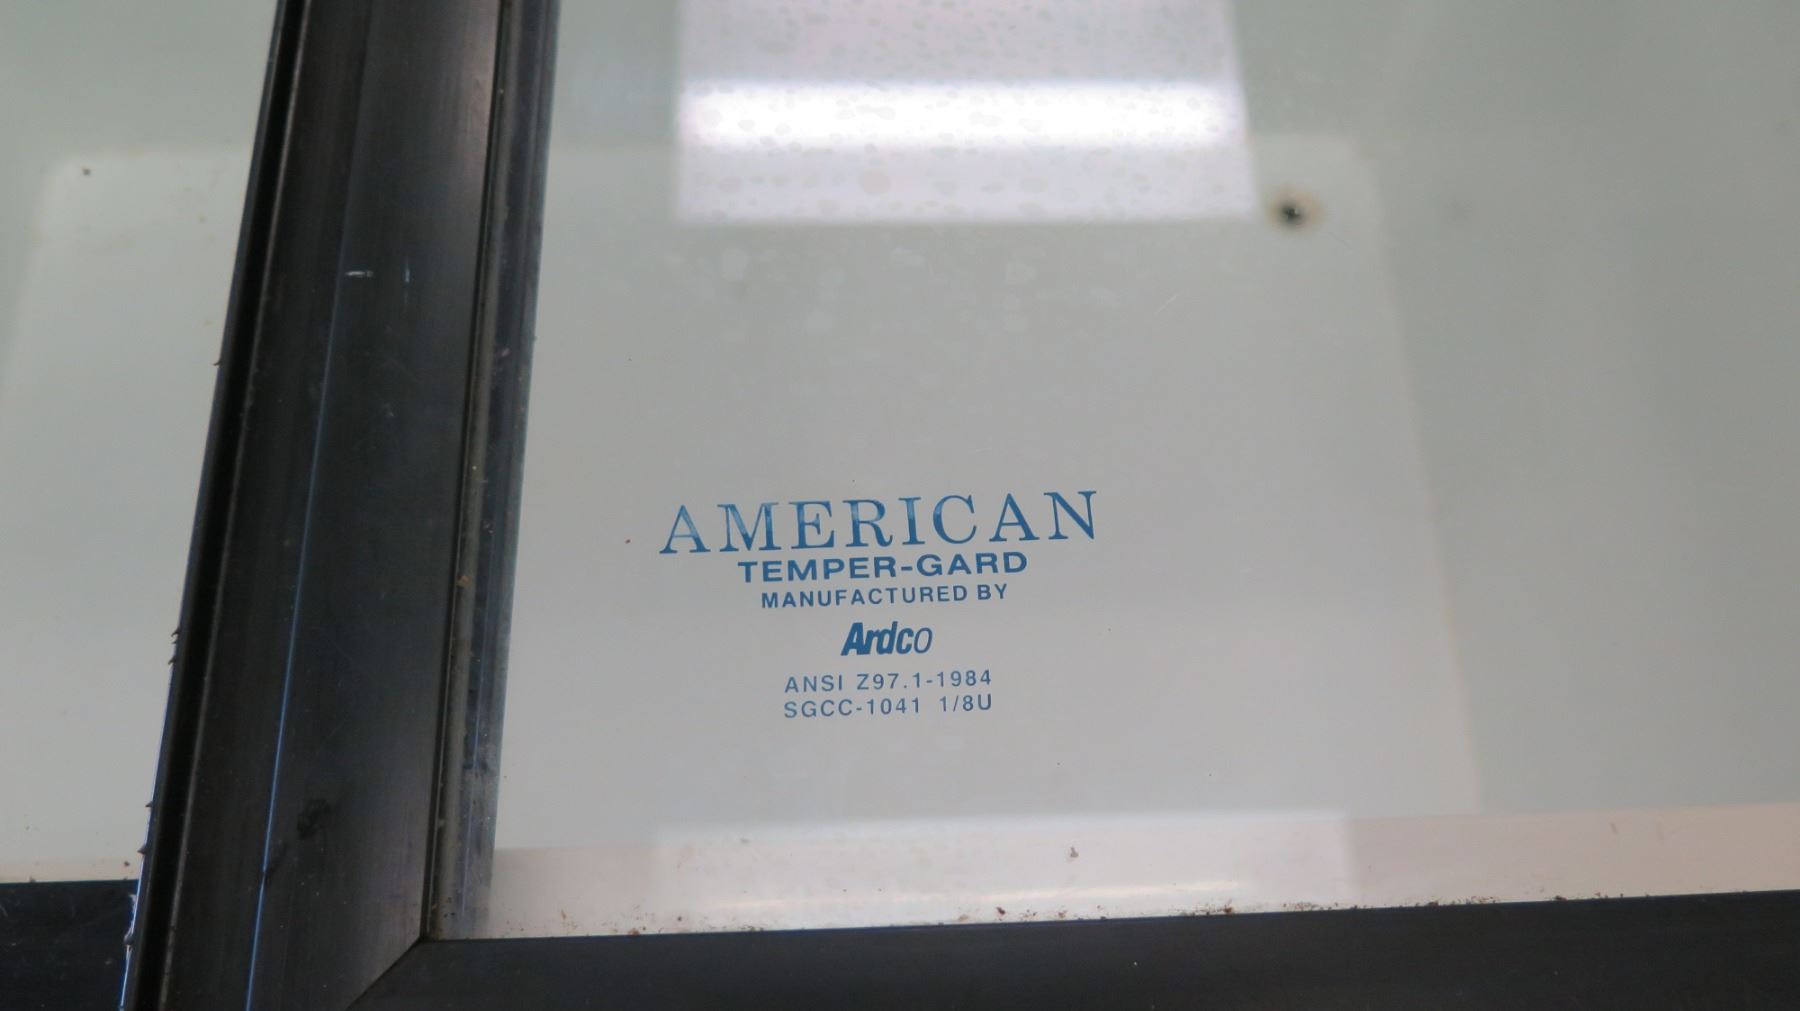 AMERICAN
TEMPER-GARD
MANUFACTURED BY
Ardco
ANSI Z97.1-1984
SGCC-1041 1/8U